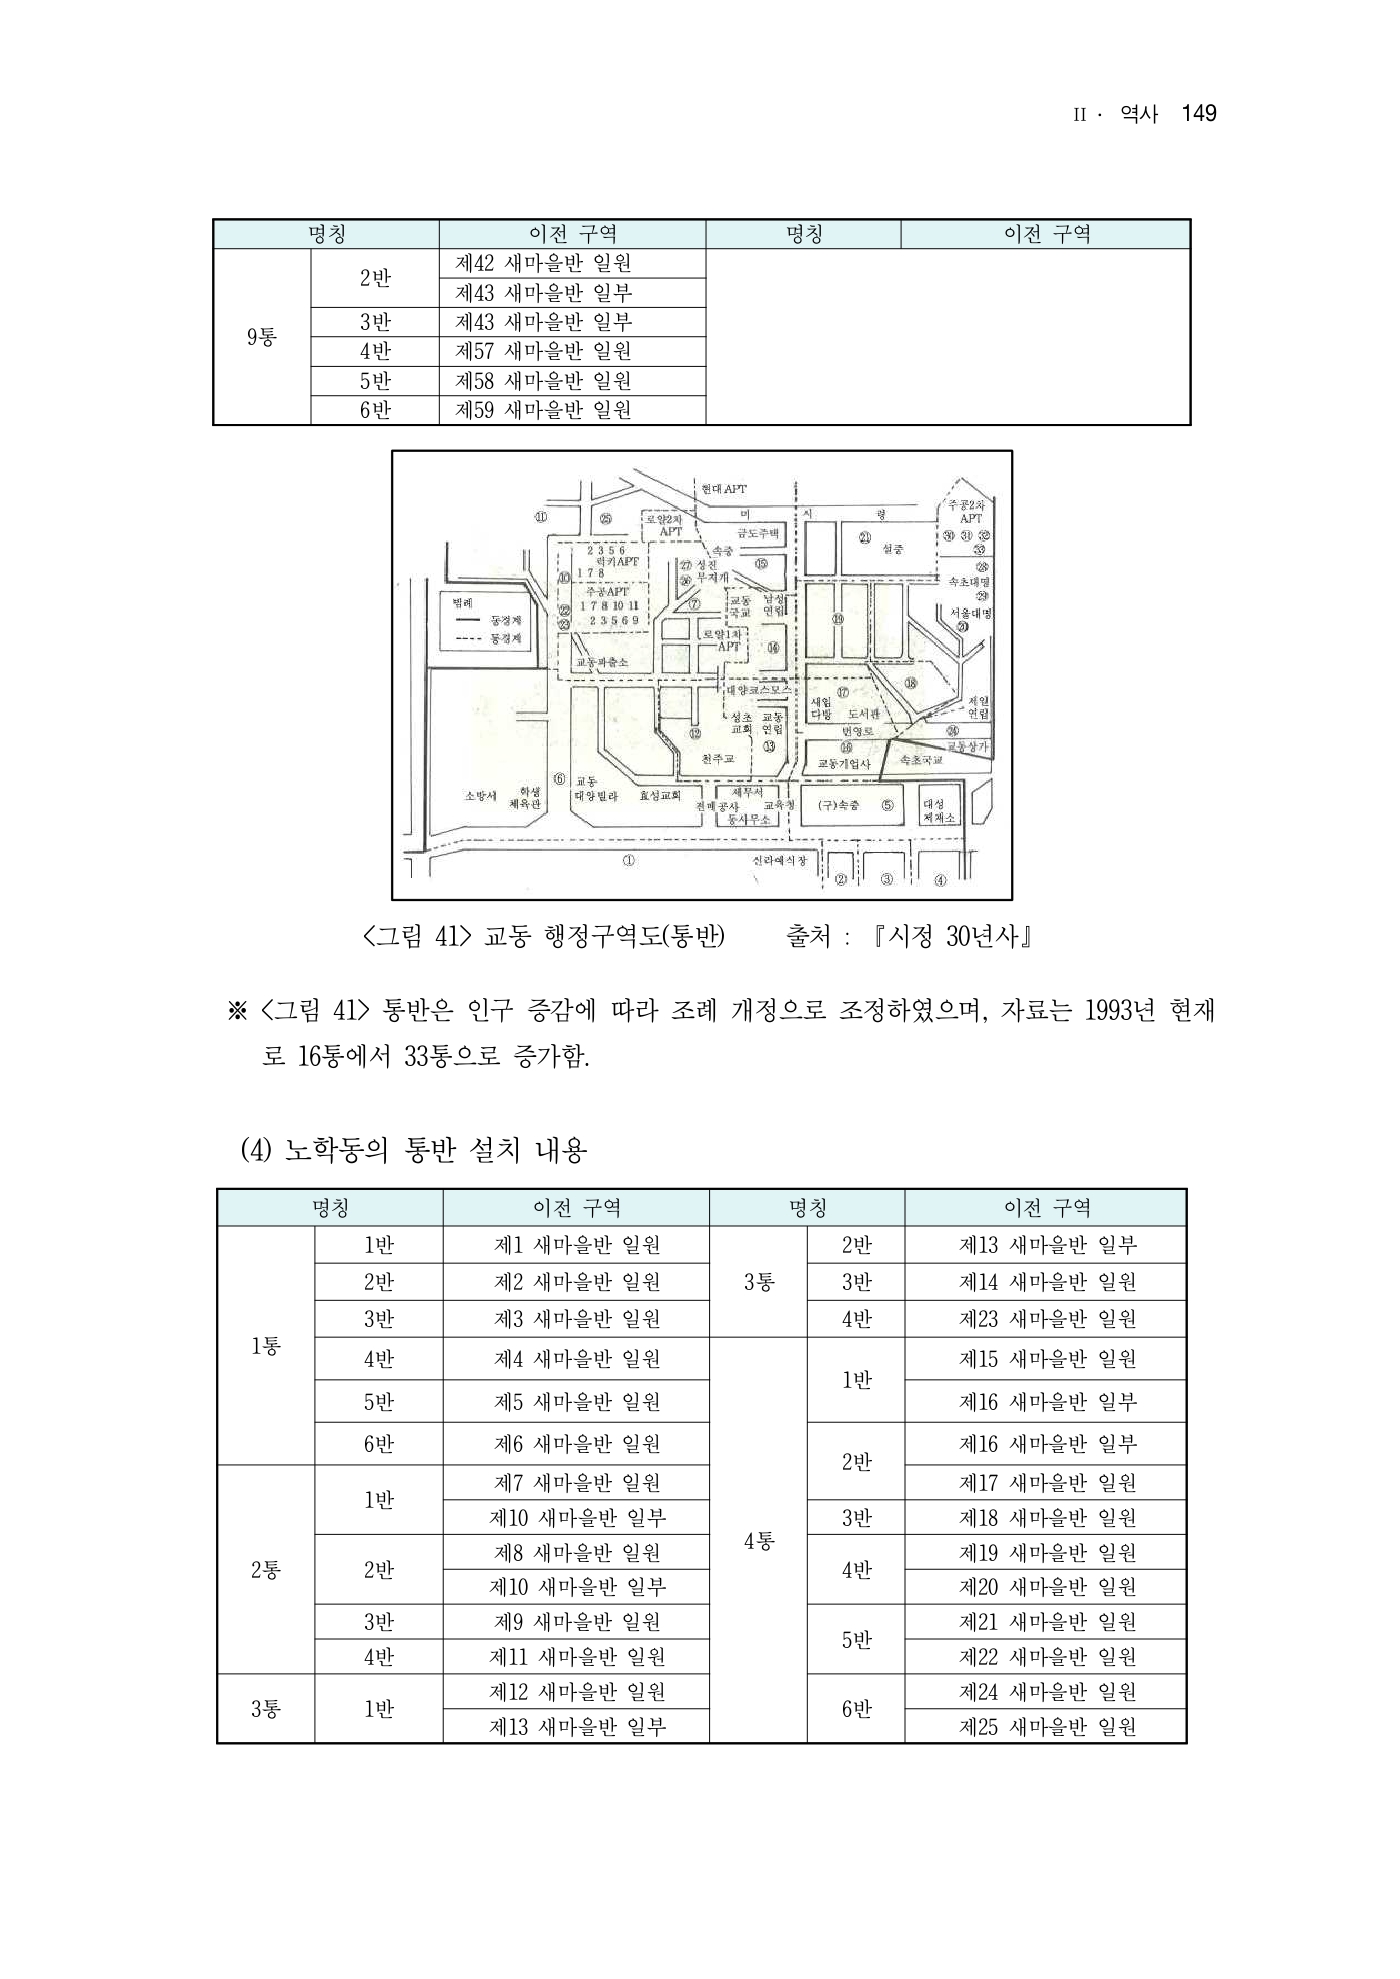 II · 역사 149
명칭 이전 구역 명칭 이전 구역
9통 2반 제42 새마을반 일원
제43 새마을반 일부
3반 제43 새마을반 일부
4반 제57 새마을반 일원
5반 제58 새마을반 일원
6반 제59 새마을반 일원
현대 APT
주공2차
APT
미 시 령
⑪ ㉕ 로얄2차
APT
금도주택
㉑ 설중
㉚ ㉛ ㉜
㉝
2 3 5 6
럭키 APT
1 7 8
속중
⑮
㉗ 성진
㉖ 무지개
㉘
속초대명
㉙
서울대명
⑳
⑩
주공APT
1 7 8 10 11
2 3 5 6 9
㉒
㉓
⑦
교동
국교
남성
연립
⑲
범례
동경계
통경계
로얄1차
APT
⑭
교동파출소
대양코스모스
⑰
⑱
새일
다방
도서관
제일
연립
성초
교회
교동
연립
⑫
⑬
번영로
㉔
천주교
⑯
교동기업사
속초국교
교동상가
⑥
교동
대양빌라
소방서
학생
체육관
효성교회
전매공사
세무서
동사무소
교육청
(구)속중
⑤
대성
제재소
①
신라예식장
② ③ ④
<그림 41> 교동 행정구역도(통반) 출처 : 『시정 30년사』
※ <그림 41> 통반은 인구 증감에 따라 조례 개정으로 조정하였으며, 자료는 1993년 현재
로 16통에서 33통으로 증가함.
(4) 노학동의 통반 설치 내용
명칭 이전 구역 명칭 이전 구역
1통 1반 제1 새마을반 일원 3통 2반 제13 새마을반 일부
2반 제2 새마을반 일원 3반 제14 새마을반 일원
3반 제3 새마을반 일원 4반 제23 새마을반 일원
4반 제4 새마을반 일원 4통 1반 제15 새마을반 일원
5반 제5 새마을반 일원 제16 새마을반 일부
6반 제6 새마을반 일원 2반 제16 새마을반 일부
2통 1반 제7 새마을반 일원 제17 새마을반 일원
제10 새마을반 일부 3반 제18 새마을반 일원
2반 제8 새마을반 일원 4반 제19 새마을반 일원
제10 새마을반 일부 제20 새마을반 일원
3반 제9 새마을반 일원 5반 제21 새마을반 일원
4반 제11 새마을반 일원 제22 새마을반 일원
3통 1반 제12 새마을반 일원 6반 제24 새마을반 일원
제13 새마을반 일부 제25 새마을반 일원